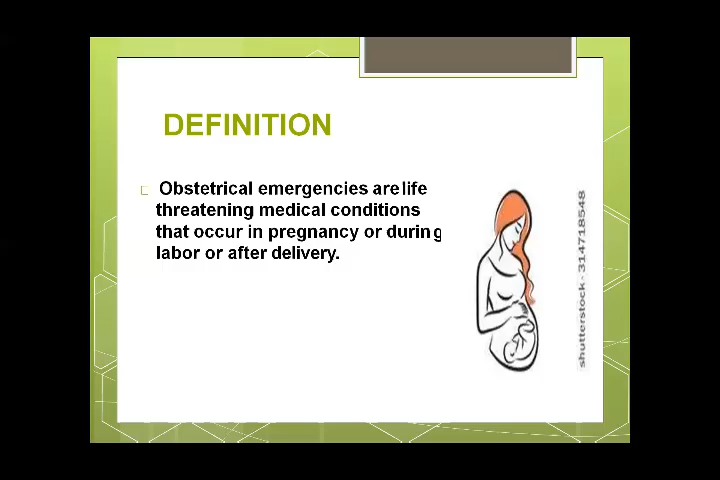 DEFINITION
Obstetrical emergencies are life
threatening medical conditions
that occur in pregnancy or during
labor or after delivery.
shutterstock · 314718548